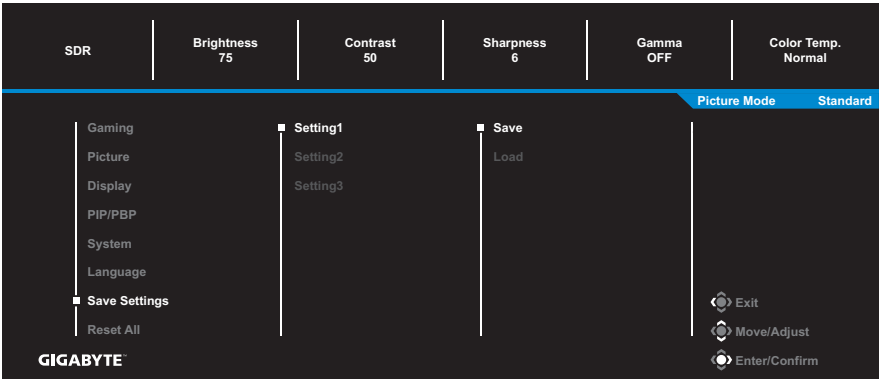 SDR
Brightness
75
Contrast
50
Sharpness
6
Gamma
OFF
Color Temp.
Normal
Picture Mode Standard
Gaming Setting1 Save
Picture Setting2 Load
Display Setting3
PIP/PBP
System
Language
Save Settings Exit
Reset All Move/Adjust
GIGABYTE™ Enter/Confirm